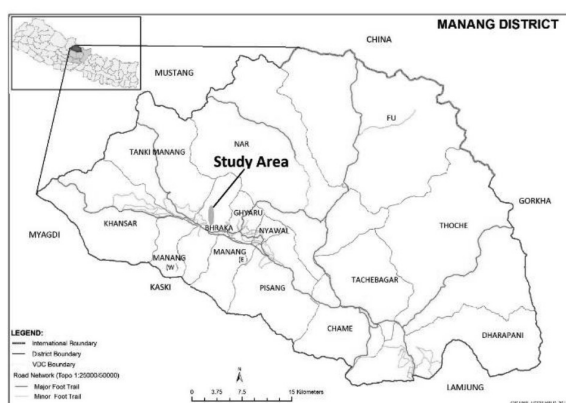 MANANG DISTRICT
CHINA
MUSTANG
FU
NAR
TANKI MANANG
Study Area
GORKHA
GHYARU
THOCHE
KHANSAR
BHRAKA
NYAWAL
MYAGDI
MANANG
(W)
MANANG
(E)
TACHEBAGAR
KASKI
PISANG
CHAME
DHARAPANI
LEGEND:
International Boundary
District Boundary
VDC Boundary
Road Network (Topo 1:25000/50000)
Major Foot Trail
Minor Foot Trail
N
0 3.75 7.5 15 Kilometers
LAMJUNG